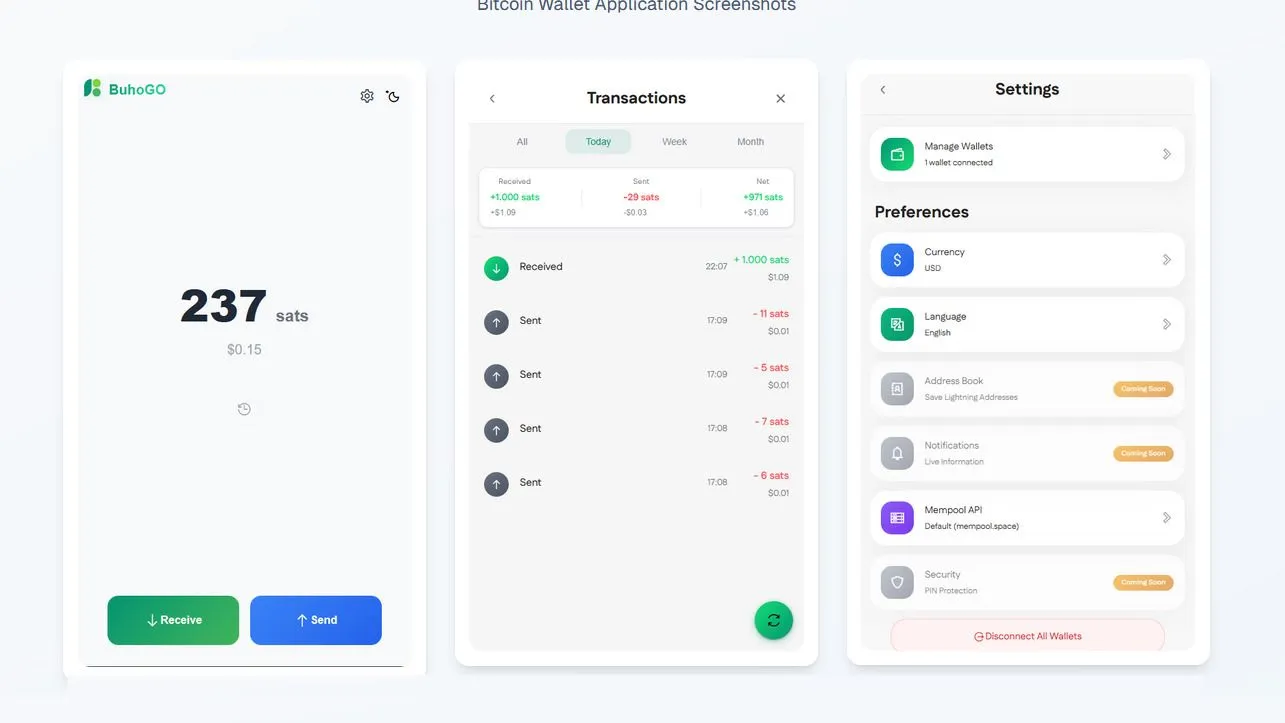 Bitcoin Wallet Application Screenshots
BuhoGO
237 sats
$0.15
Receive
Send
Transactions
All
Today
Week
Month
Received
Sent
Net
+1.000 sats
-29 sats
+971 sats
+$1.09
-$0.03
+$1.06
Received
22:07
+ 1.000 sats
$1.09
Sent
17:09
- 11 sats
$0.01
Sent
17:09
- 5 sats
$0.01
Sent
17:08
- 7 sats
$0.01
Sent
17:08
- 6 sats
$0.01
Settings
Manage Wallets
1 wallet connected
Preferences
Currency
USD
Language
English
Address Book
Save Lightning Addresses
Coming Soon
Notifications
Live Information
Coming Soon
Mempool API
Default (mempool.space)
Security
PIN Protection
Coming Soon
Disconnect All Wallets